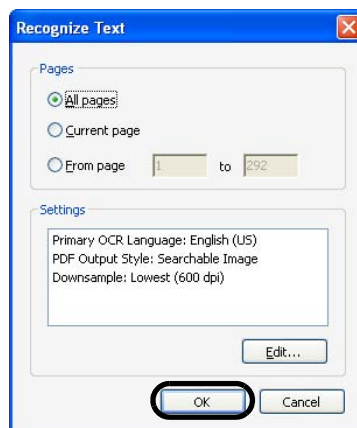 Recognize Text
Pages
All pages
Current page
From page 1 to 292
Settings
Primary OCR Language: English (US)
PDF Output Style: Searchable Image
Downsample: Lowest (600 dpi)
Edit...
OK Cancel